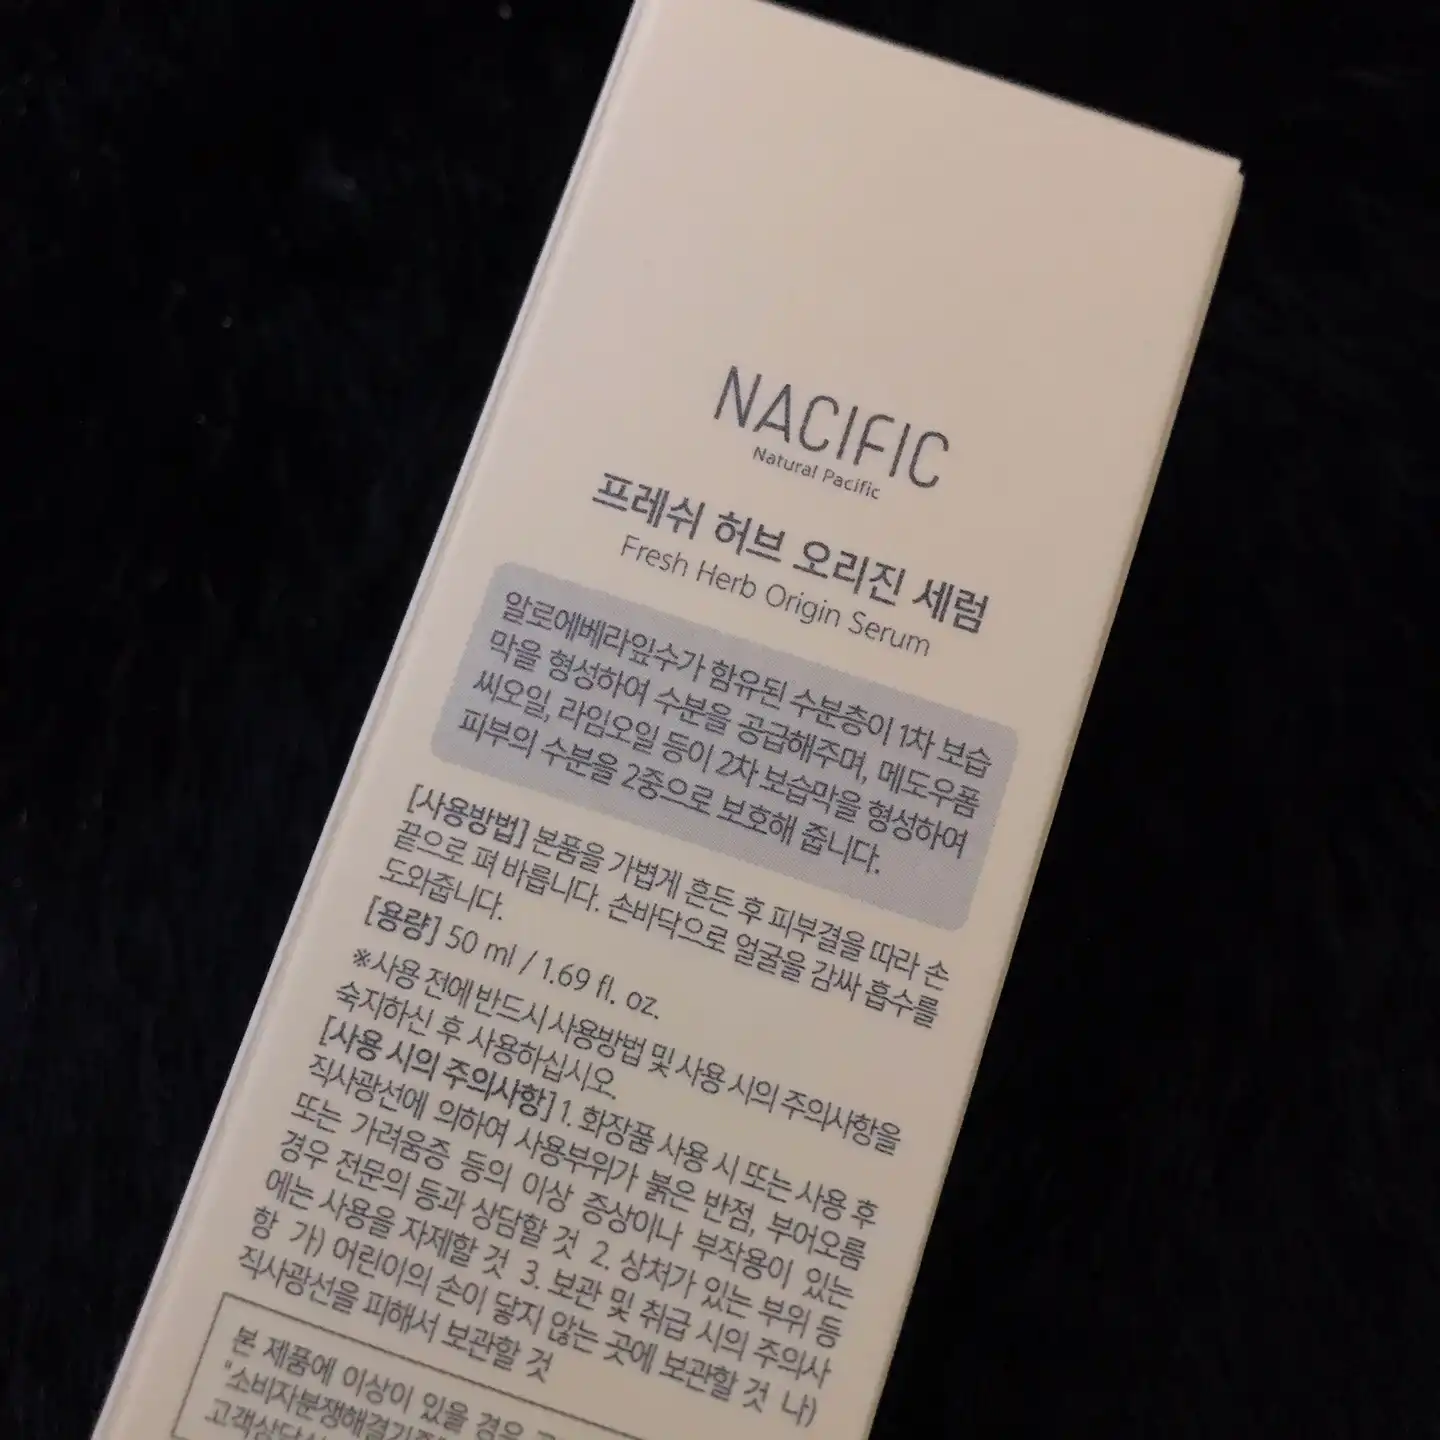 NACIFIC
Natural Pacific
프레쉬 허브 오리진 세럼
Fresh Herb Origin Serum
알로에베라잎수가 함유된 수분층이 1차 보습
막을 형성하여 수분을 공급해주며, 메도우폼
씨오일, 라임오일 등이 2차 보습막을 형성하여
피부의 수분을 2중으로 보호해 줍니다.
[사용방법] 본품을 가볍게 흔든 후 피부결을 따라 손
끝으로 펴 바릅니다. 손바닥으로 얼굴을 감싸 흡수를
도와줍니다.
[용량] 50 ml / 1.69 fl. oz.
※사용 전에 반드시 사용방법 및 사용 시의 주의사항을
숙지하신 후 사용하십시오.
[사용 시의 주의사항] 1. 화장품 사용 시 또는 사용 후
직사광선에 의하여 사용부위가 붉은 반점, 부어오름
또는 가려움증 등의 이상 증상이나 부작용이 있는
경우 전문의 등과 상담할 것 2. 상처가 있는 부위 등
에는 사용을 자제할 것 3. 보관 및 취급 시의 주의사
항 가) 어린이의 손이 닿지 않는 곳에 보관할 것 나)
직사광선을 피해서 보관할 것
본 제품에 이상이 있을 경우
"소비자분쟁해결기준
고객상담